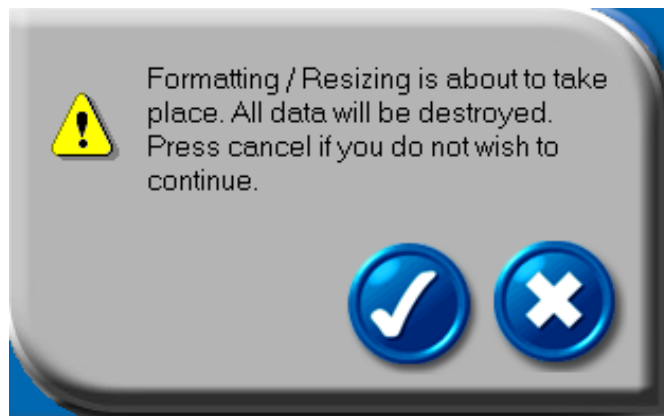 Formatting / Resizing is about to take
place. All data will be destroyed.
Press cancel if you do not wish to
continue.